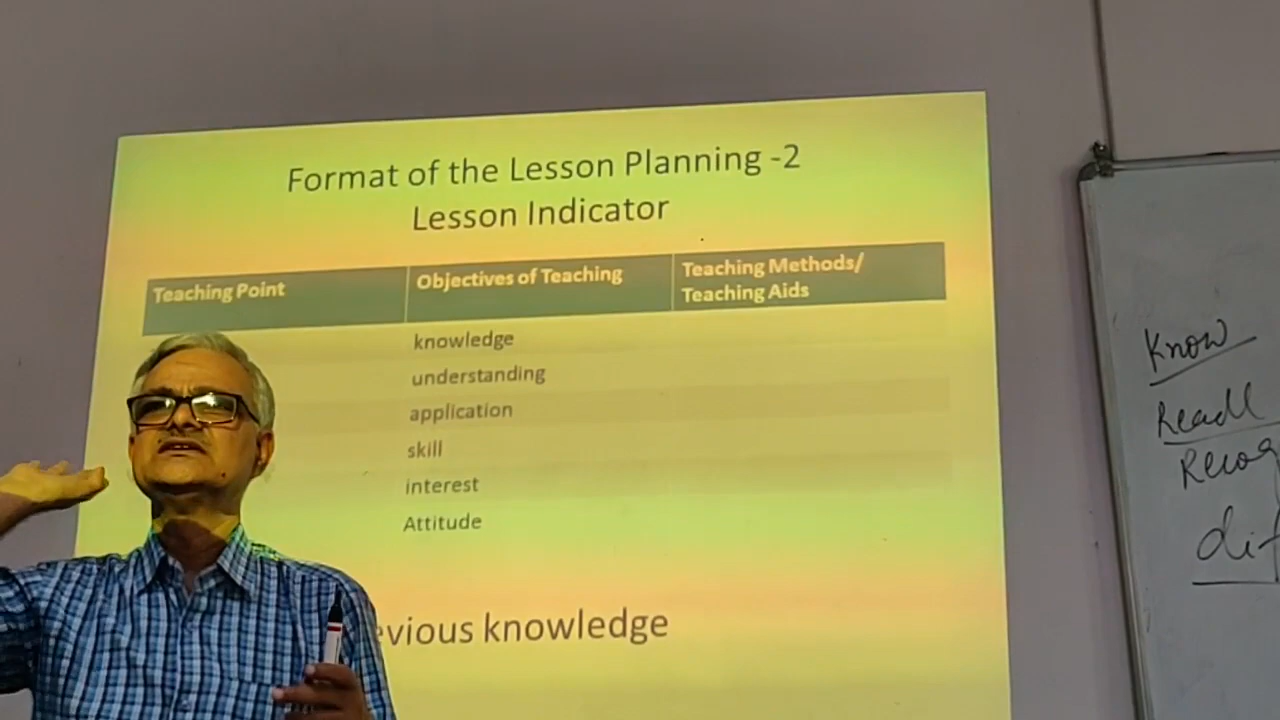 Format of the Lesson Planning -2
Lesson Indicator
Teaching Point
Objectives of Teaching
Teaching Methods/
Teaching Aids
knowledge
understanding
application
skill
interest
Attitude
evious knowledge
Know
Recog
dif